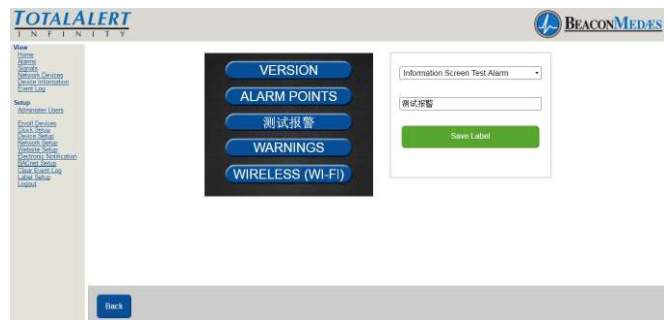 TOTALALERT
INFINITY
BEACONMEDÆS
View
Home
Alarms
Signals
Network Devices
Device Information
Event Log
Setup
Administer Users
Enroll Devices
Clock Setup
Device Setup
Network Setup
Website Setup
Electronic Notification
BACnet Setup
Clear Event Log
Label Setup
Logout
VERSION
ALARM POINTS
测试报警
WARNINGS
WIRELESS (WI-FI)
Information Screen Test Alarm
测试报警
Save Label
Back